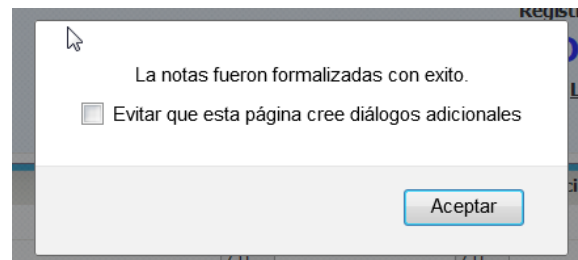 La notas fueron formalizadas con exito.
Evitar que esta página cree diálogos adicionales
Aceptar